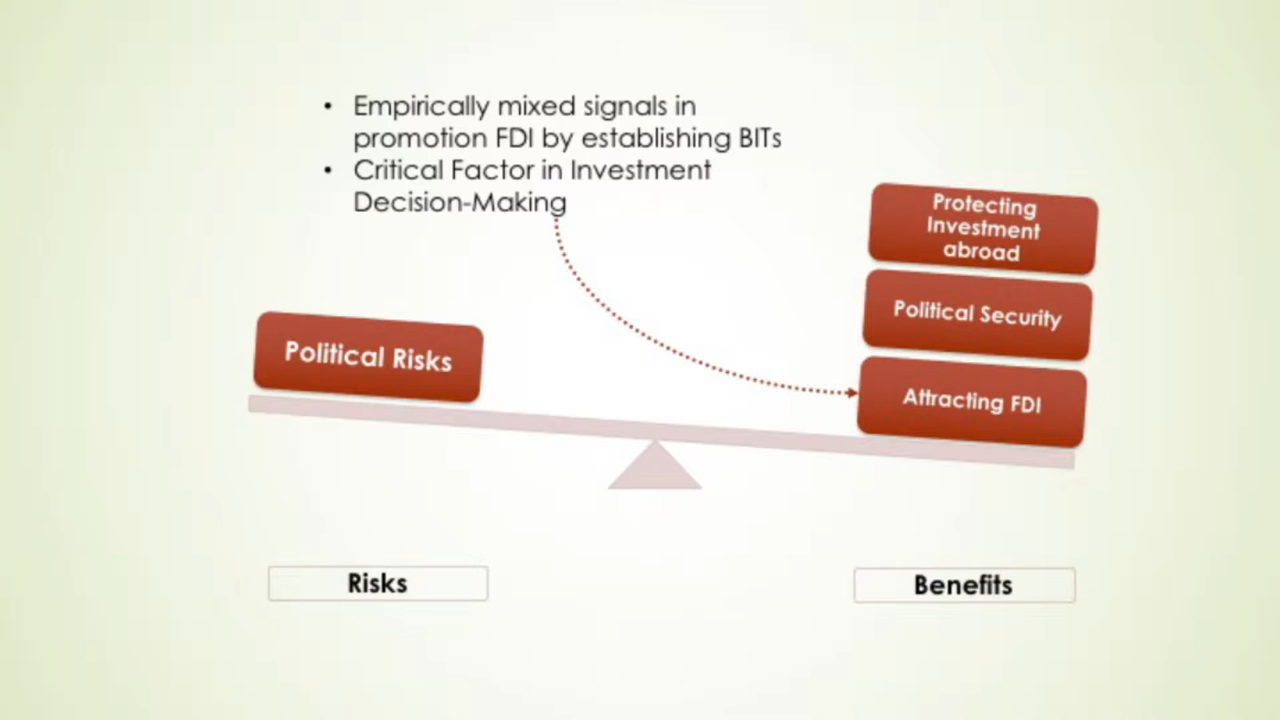 • Empirically mixed signals in
promotion FDI by establishing BITs
• Critical Factor in Investment
Decision-Making
Protecting
Investment
abroad
Political Security
Political Risks
Attracting FDI
Risks
Benefits